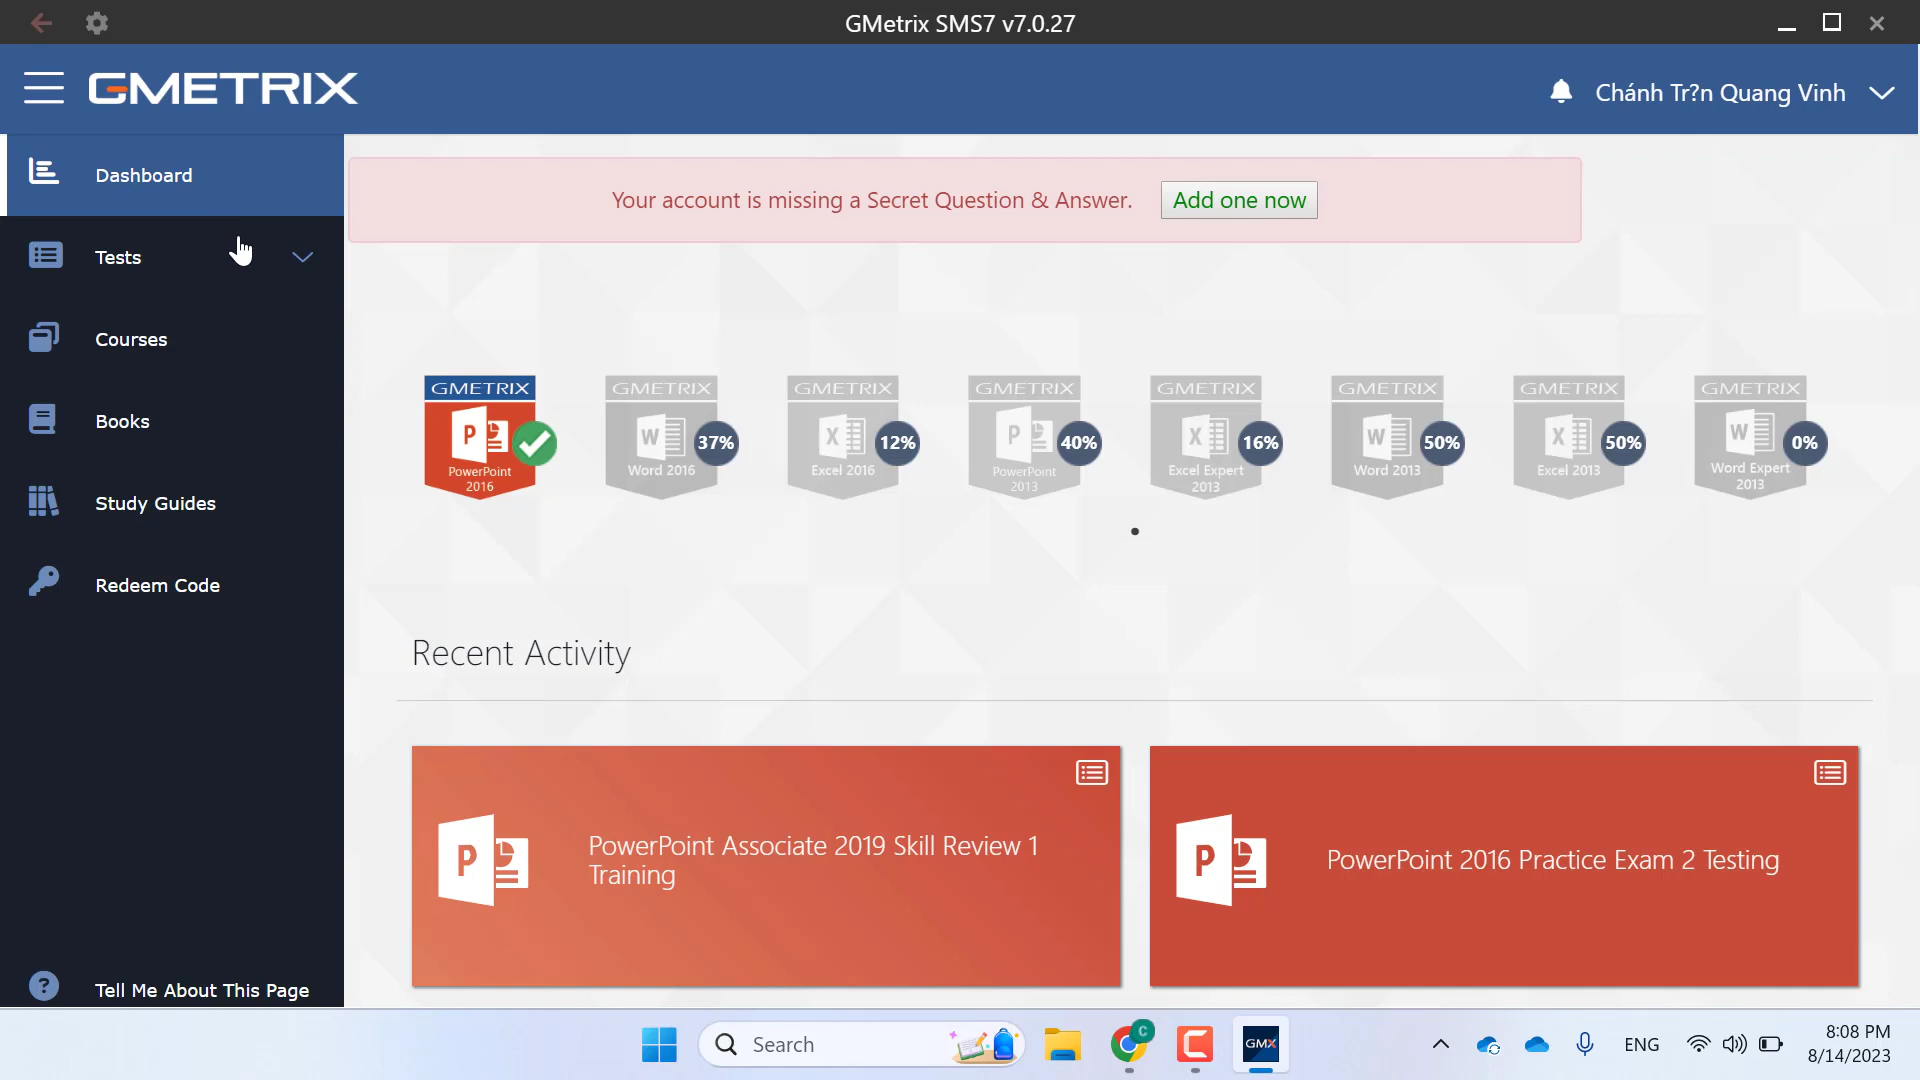 GMetrix SMS7 v7.0.27
GMETRIX
Chánh Tr?n Quang Vinh
Dashboard
Tests
Courses
Books
Study Guides
Redeem Code
Tell Me About This Page
Your account is missing a Secret Question & Answer.
Add one now
GMETRIX
P
PowerPoint
2016
GMETRIX
W
37%
Word 2016
GMETRIX
X
12%
Excel 2016
GMETRIX
P
40%
PowerPoint
2013
GMETRIX
X
16%
Excel Expert
2013
GMETRIX
W
50%
Word 2013
GMETRIX
X
50%
Excel 2013
GMETRIX
W
0%
Word Expert
2013
Recent Activity
P
PowerPoint Associate 2019 Skill Review 1
Training
P
PowerPoint 2016 Practice Exam 2 Testing
Search
C
GMX
ENG
8:08 PM
8/14/2023